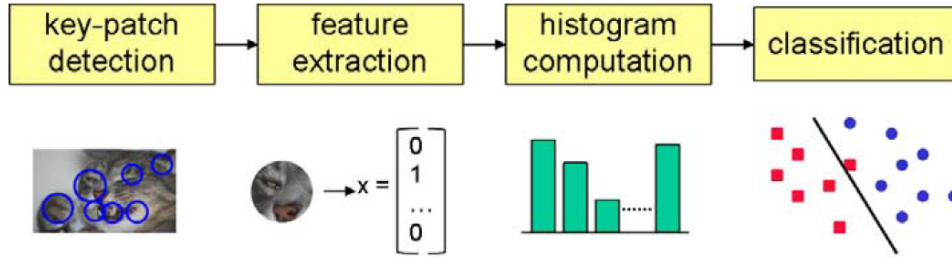 key-patch
detection
feature
extraction
histogram
computation
classification
x =
0
1
...
0
......